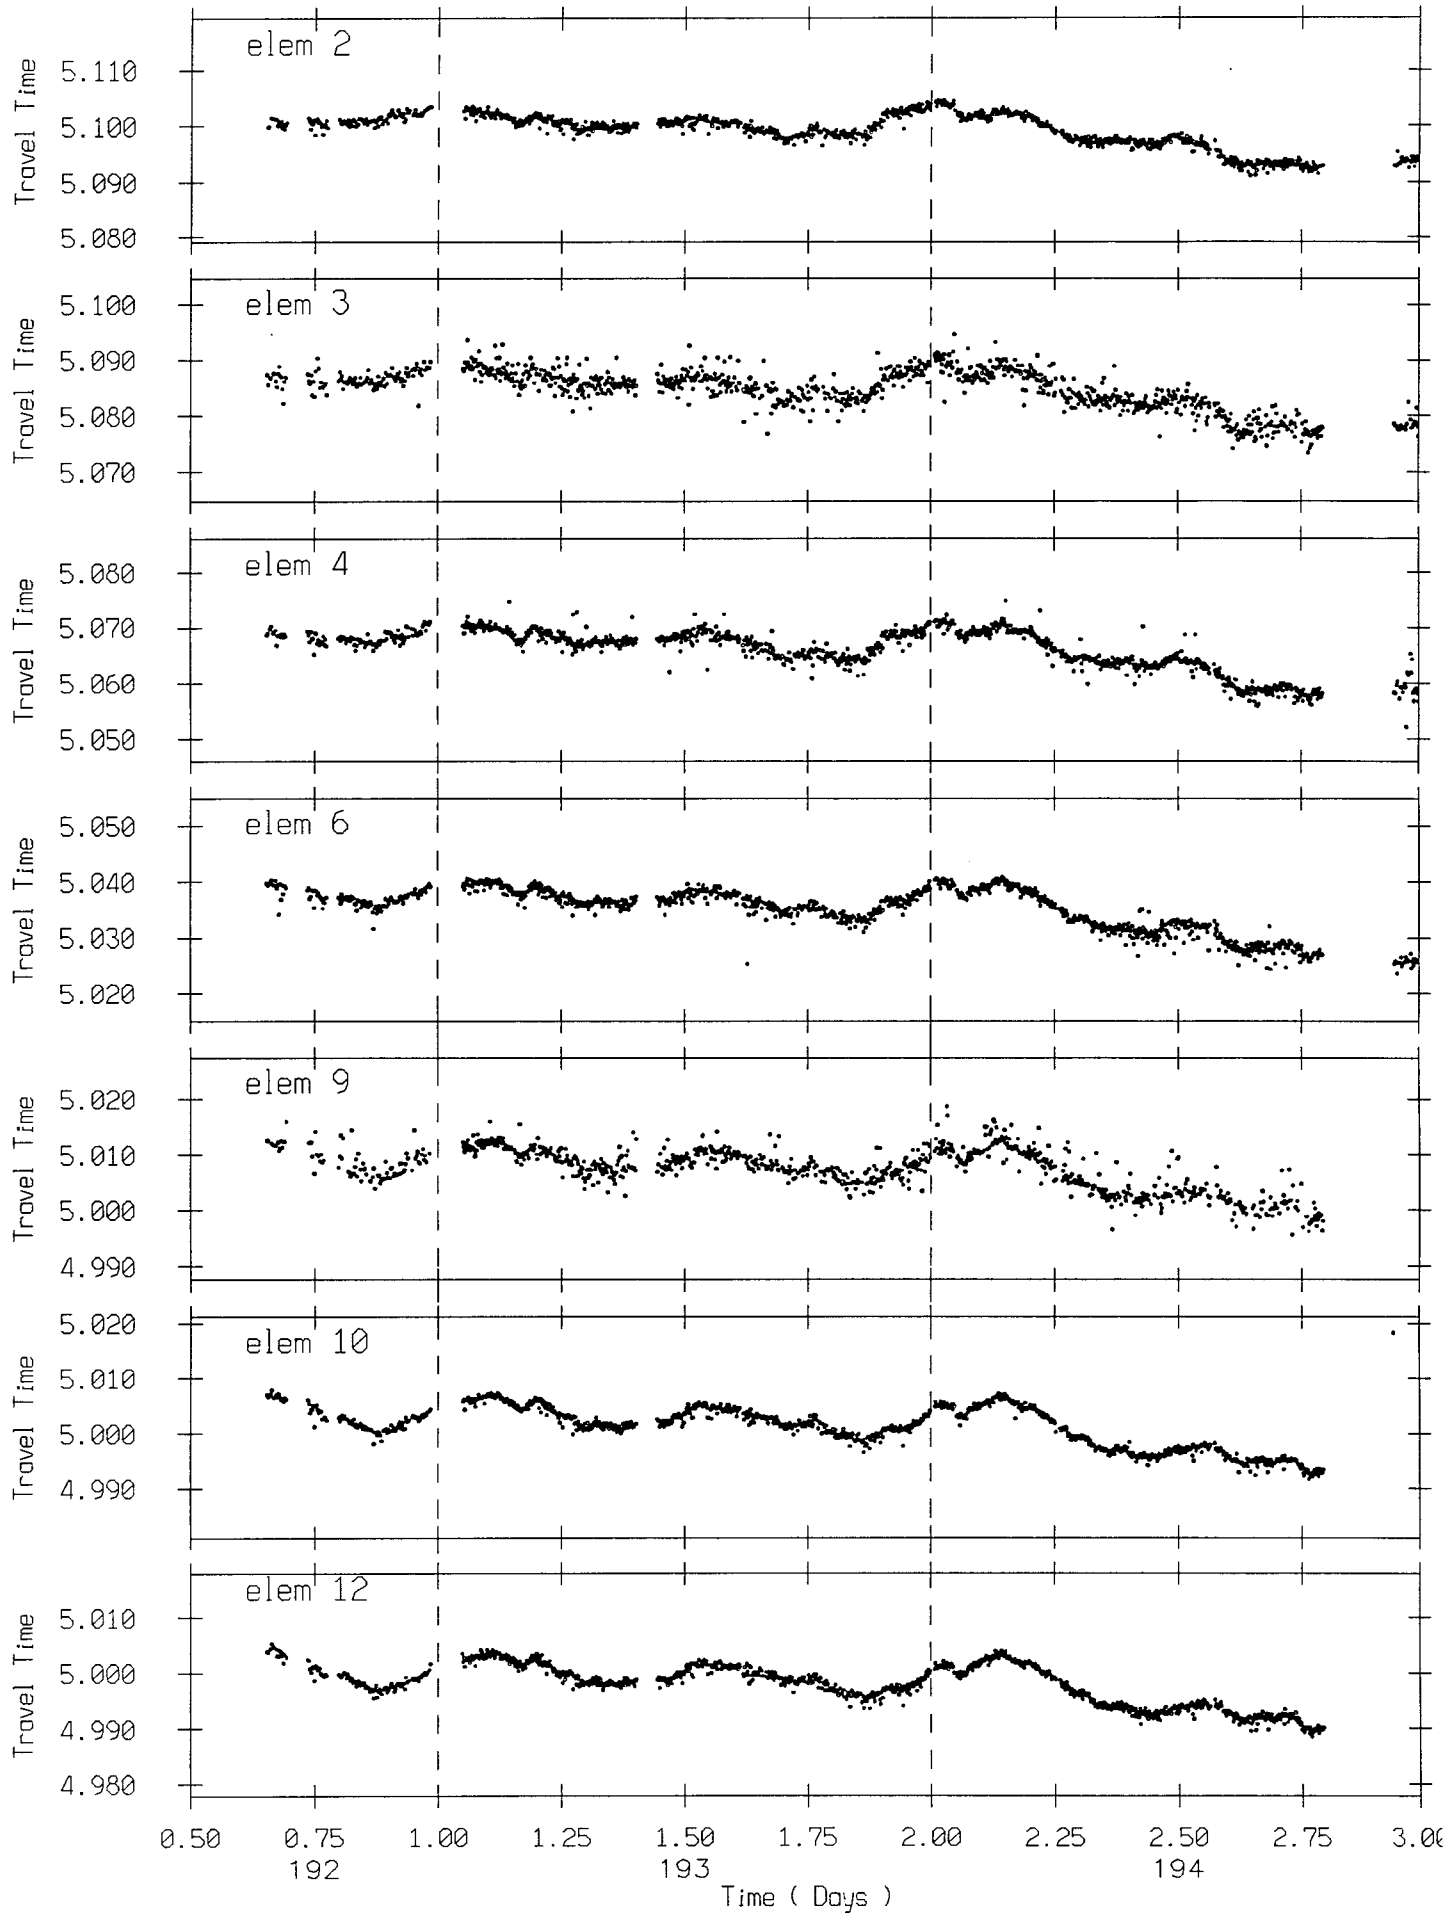 elem 2
Travel Time
5.110
5.100
5.090
5.080
elem 3
Travel Time
5.100
5.090
5.080
5.070
elem 4
Travel Time
5.080
5.070
5.060
5.050
elem 6
Travel Time
5.050
5.040
5.030
5.020
elem 9
Travel Time
5.020
5.010
5.000
4.990
elem 10
Travel Time
5.020
5.010
5.000
4.990
elem 12
Travel Time
5.010
5.000
4.990
4.980
0.50 0.75 1.00 1.25 1.50 1.75 2.00 2.25 2.50 2.75 3.00
192 193 194
Time ( Days )